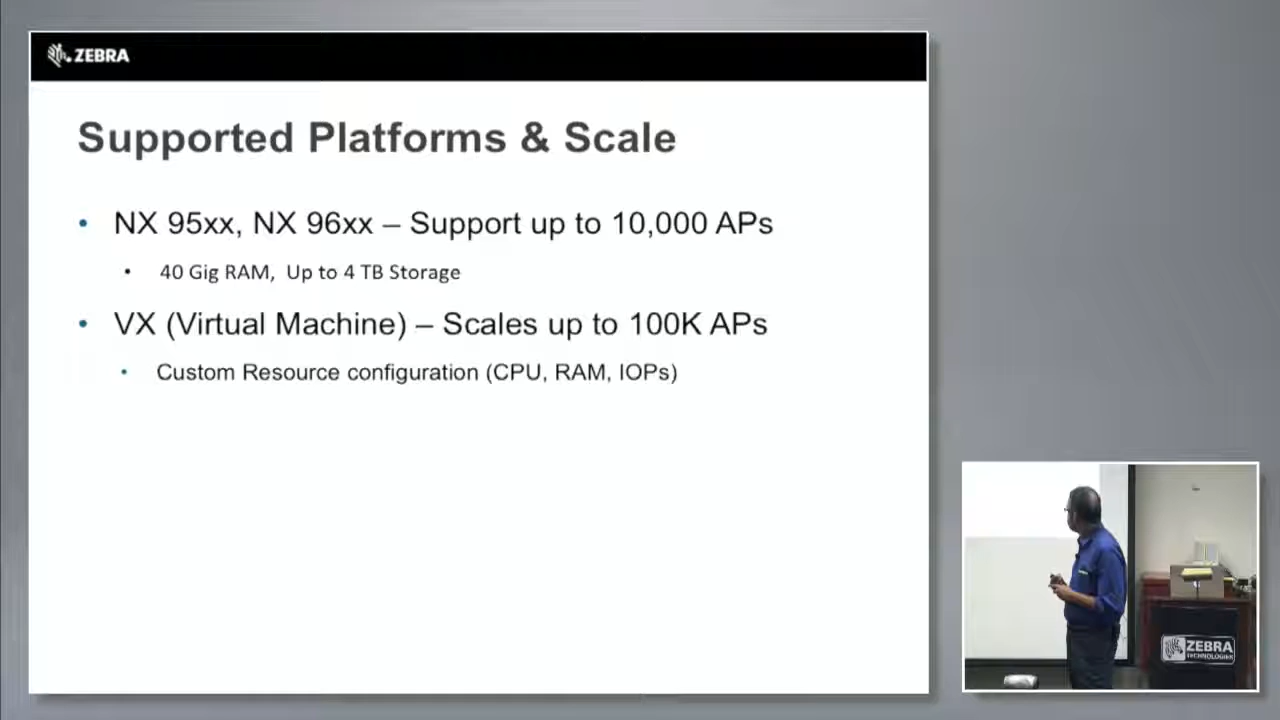 ZEBRA
Supported Platforms & Scale
• NX 95xx, NX 96xx – Support up to 10,000 APs
• 40 Gig RAM, Up to 4 TB Storage
• VX (Virtual Machine) – Scales up to 100K APs
• Custom Resource configuration (CPU, RAM, IOPs)
ZEBRA
TECHNOLOGIES